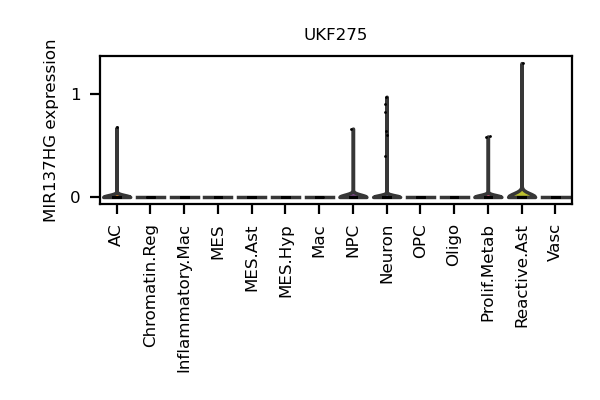 UKF275
MIR137HG expression
1
0
AC
Chromatin.Reg
Inflammatory.Mac
MES
MES.Ast
MES.Hyp
Mac
NPC
Neuron
OPC
Oligo
Prolif.Metab
Reactive.Ast
Vasc